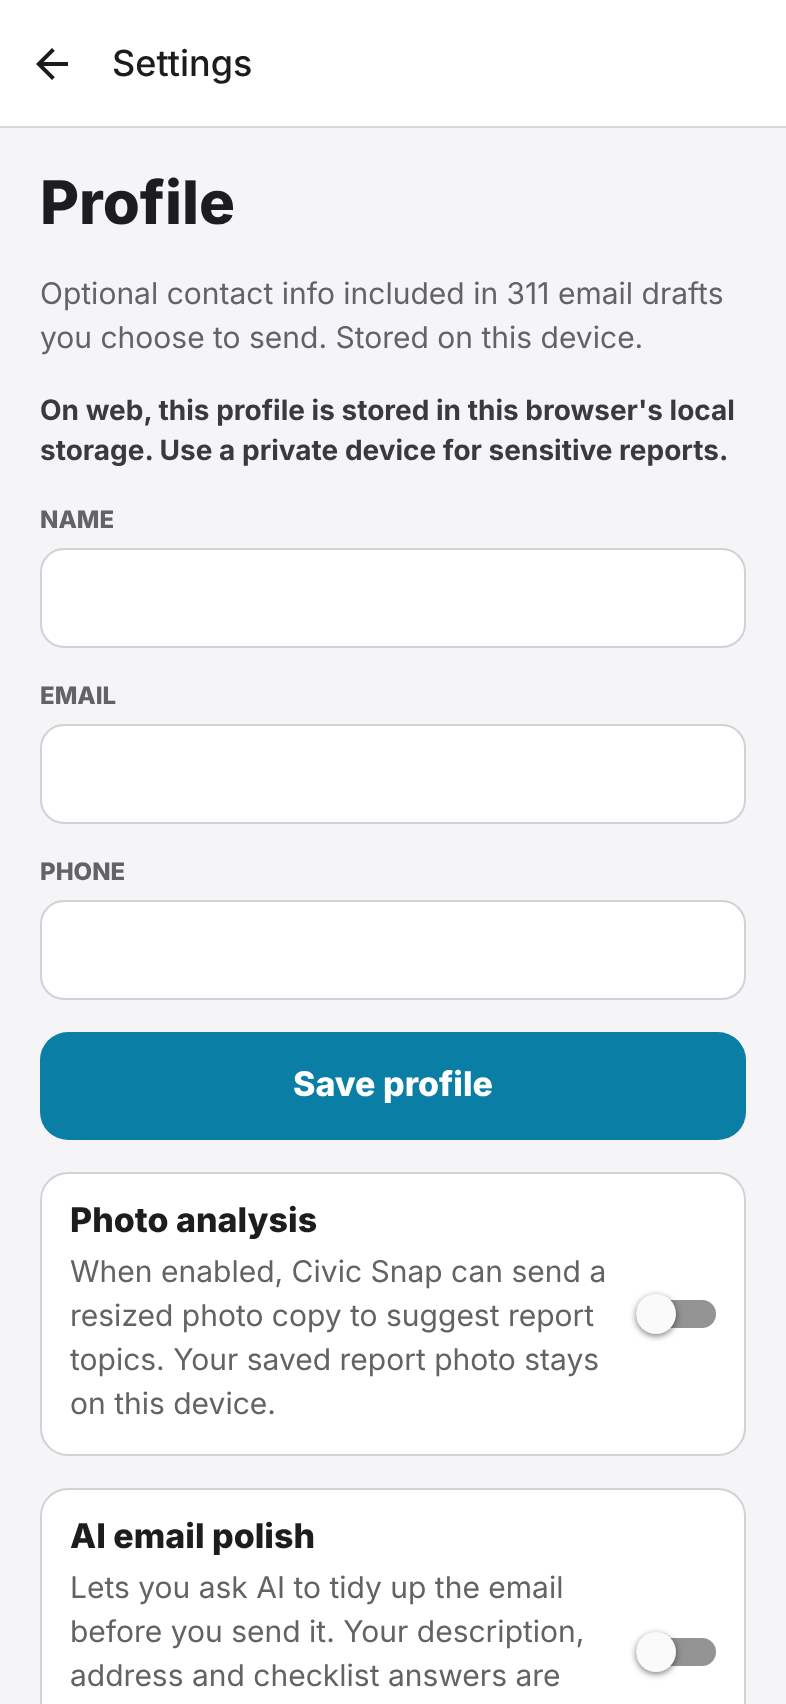 Settings
Profile
Optional contact info included in 311 email drafts
you choose to send. Stored on this device.
On web, this profile is stored in this browser's local
storage. Use a private device for sensitive reports.
NAME
EMAIL
PHONE
Save profile
Photo analysis
When enabled, Civic Snap can send a
resized photo copy to suggest report
topics. Your saved report photo stays
on this device.
AI email polish
Lets you ask AI to tidy up the email
before you send it. Your description,
address and checklist answers are